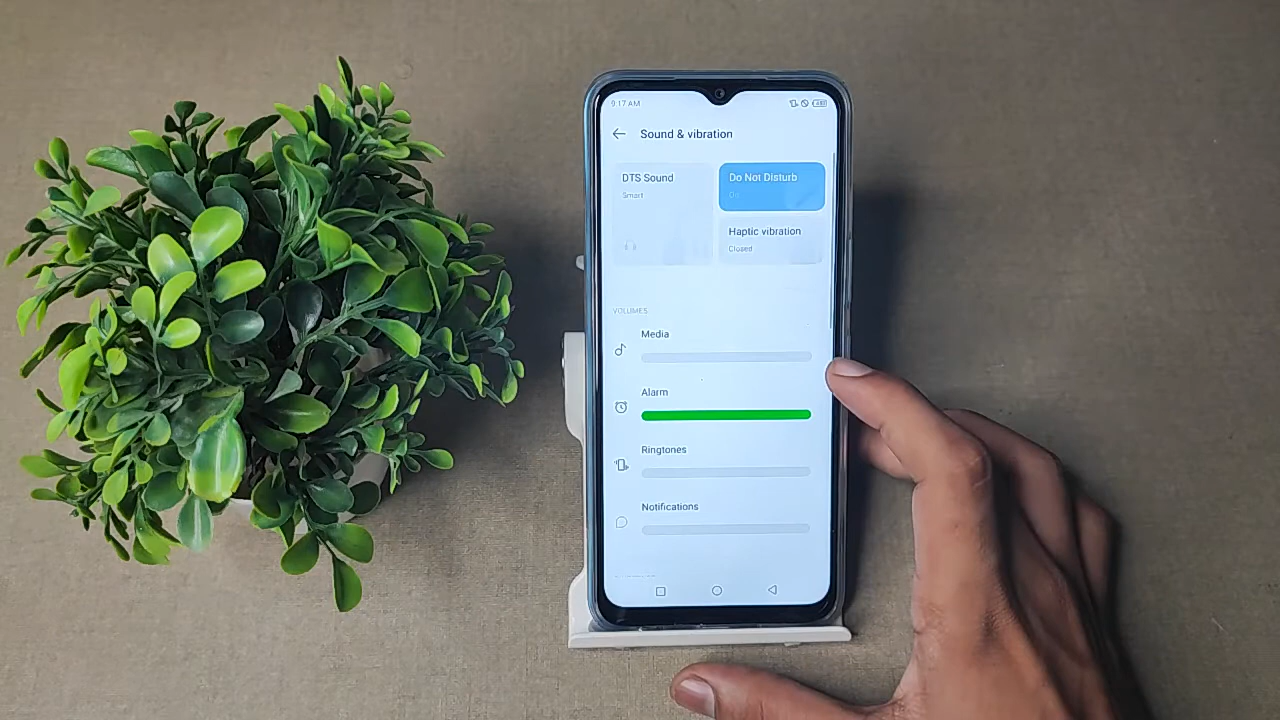 9:17 AM
Sound & vibration
DTS Sound
Smart
Do Not Disturb
On
Haptic vibration
Closed
VOLUMES
Media
Alarm
Ringtones
Notifications